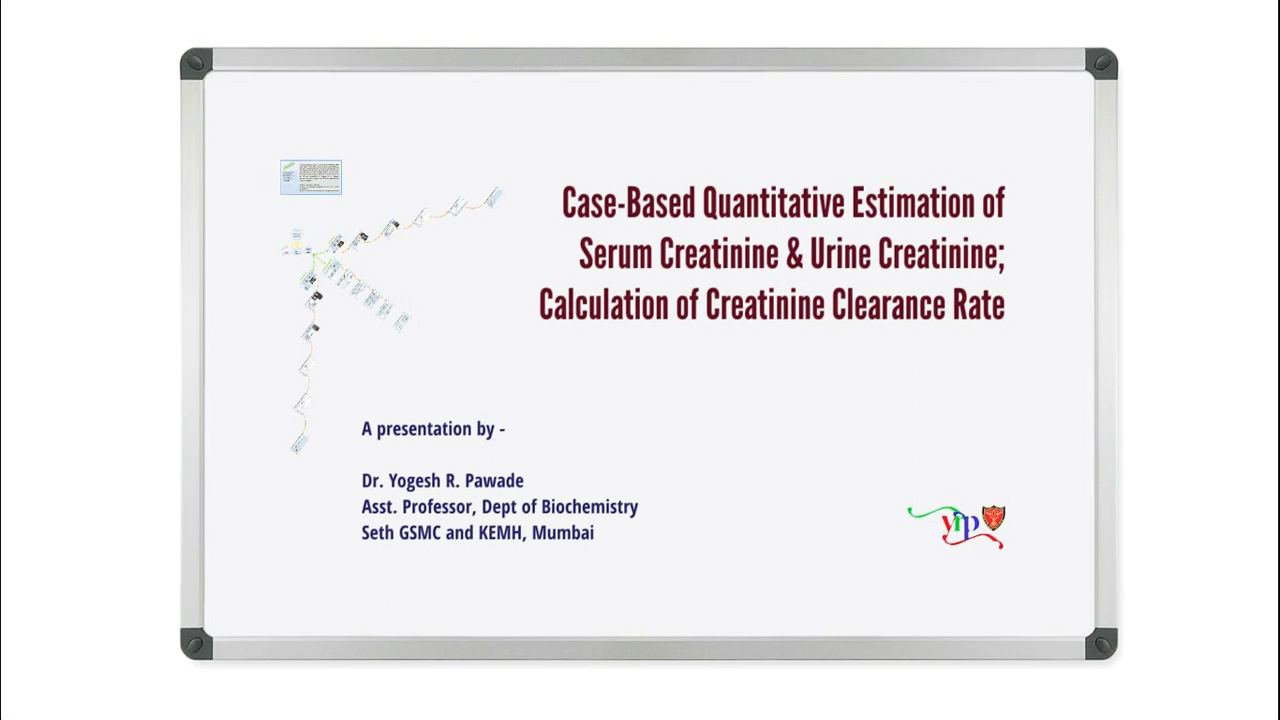 Case-Based Quantitative Estimation of
Serum Creatinine & Urine Creatinine;
Calculation of Creatinine Clearance Rate
A presentation by -
Dr. Yogesh R. Pawade
Asst. Professor, Dept of Biochemistry
Seth GSMC and KEMH, Mumbai
yrp